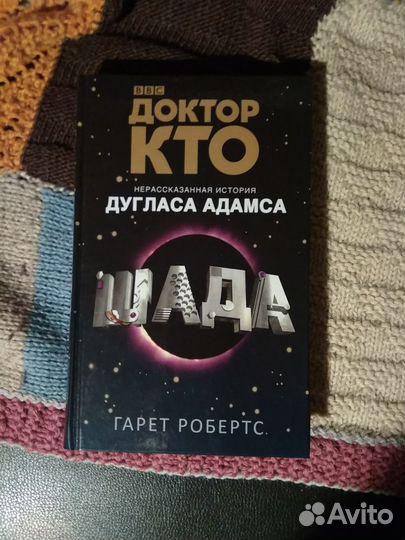 BBC
ДОКТОР
КТО
НЕРАССКАЗАННАЯ ИСТОРИЯ
ДУГЛАСА АДАМСА
ШАДА
ГАРЕТ РОБЕРТС
Avito